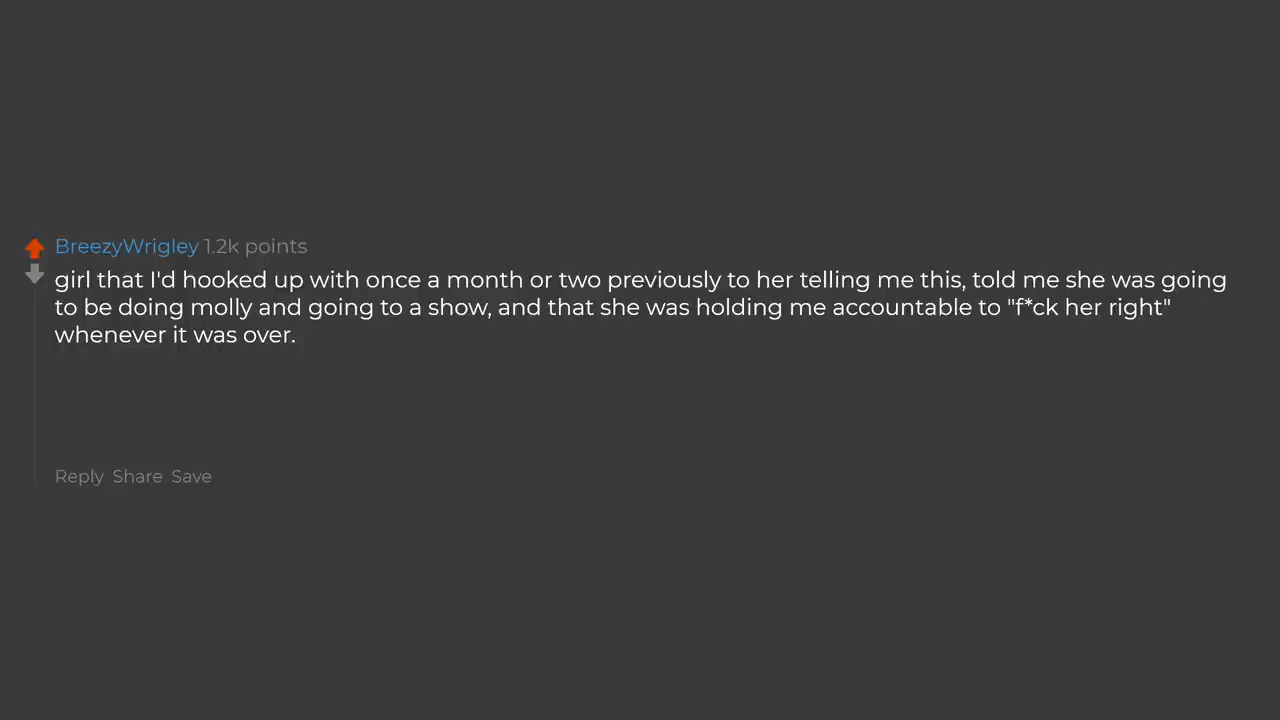 BreezyWrigley 1.2k points
girl that I'd hooked up with once a month or two previously to her telling me this, told me she was going
to be doing molly and going to a show, and that she was holding me accountable to "f*ck her right"
whenever it was over.
Reply Share Save